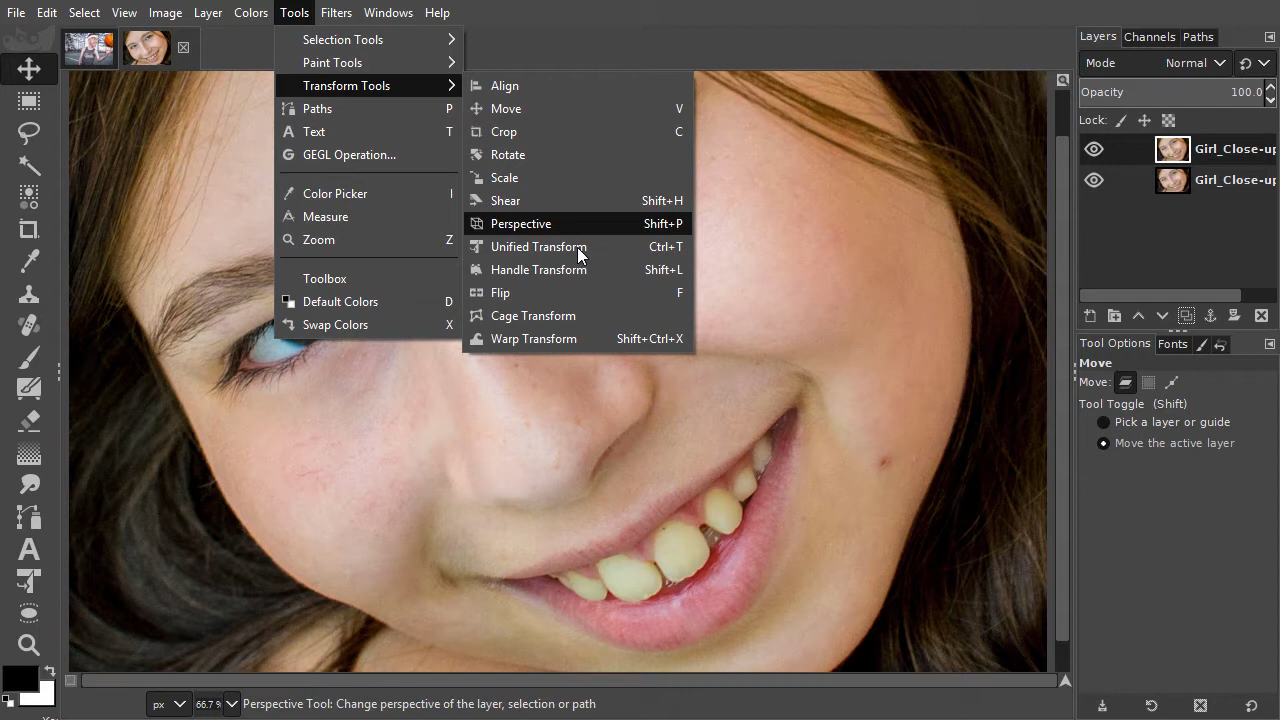 File Edit Select View Image Layer Colors Tools Filters Windows Help
Selection Tools
Paint Tools
Transform Tools
Paths P
Text T
GEGL Operation...
Color Picker I
Measure
Zoom Z
Toolbox
Default Colors D
Swap Colors X
Align
Move V
Crop C
Rotate
Scale
Shear Shift+H
Perspective Shift+P
Unified Transform Ctrl+T
Handle Transform Shift+L
Flip F
Cage Transform
Warp Transform Shift+Ctrl+X
Layers Channels Paths
Mode Normal
Opacity 100.0
Lock:
Girl_Close-up
Girl_Close-up
Tool Options Fonts
Move
Move:
Tool Toggle (Shift)
Pick a layer or guide
Move the active layer
px 66.7 % Perspective Tool: Change perspective of the layer, selection or path